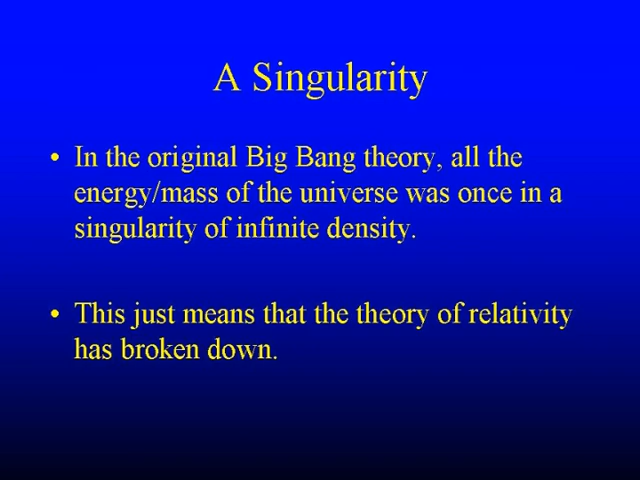 A Singularity
• In the original Big Bang theory, all the
energy/mass of the universe was once in a
singularity of infinite density.
• This just means that the theory of relativity
has broken down.